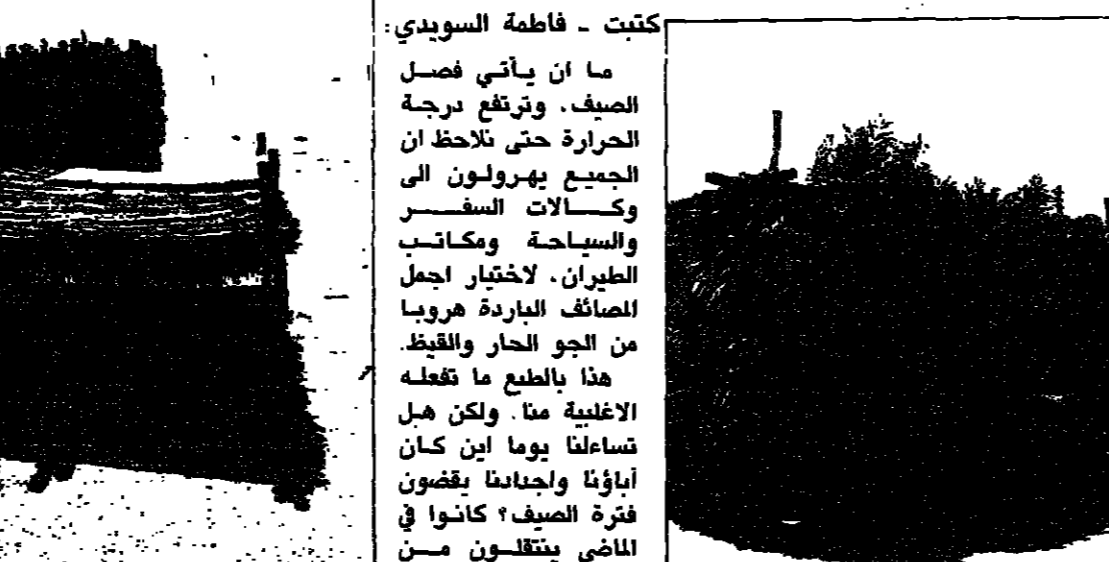 كتبت ـ فاطمة السويدي:
ما ان يأتي فصل
الصيف، وترتفع درجة
الحرارة حتى نلاحظ ان
الجميع يهرولون الى
وكالات السفر
والسياحة ومكاتب
الطيران، لاختيار اجمل
المصائف الباردة هروبا
من الجو الحار والقيظ.
هذا بالطبع ما تفعله
الاغلبية منا. ولكن هل
تساءلنا يوما اين كان
آباؤنا واجدادنا يقضون
فترة الصيف؟ كانوا في
الماضي ينتقلون من